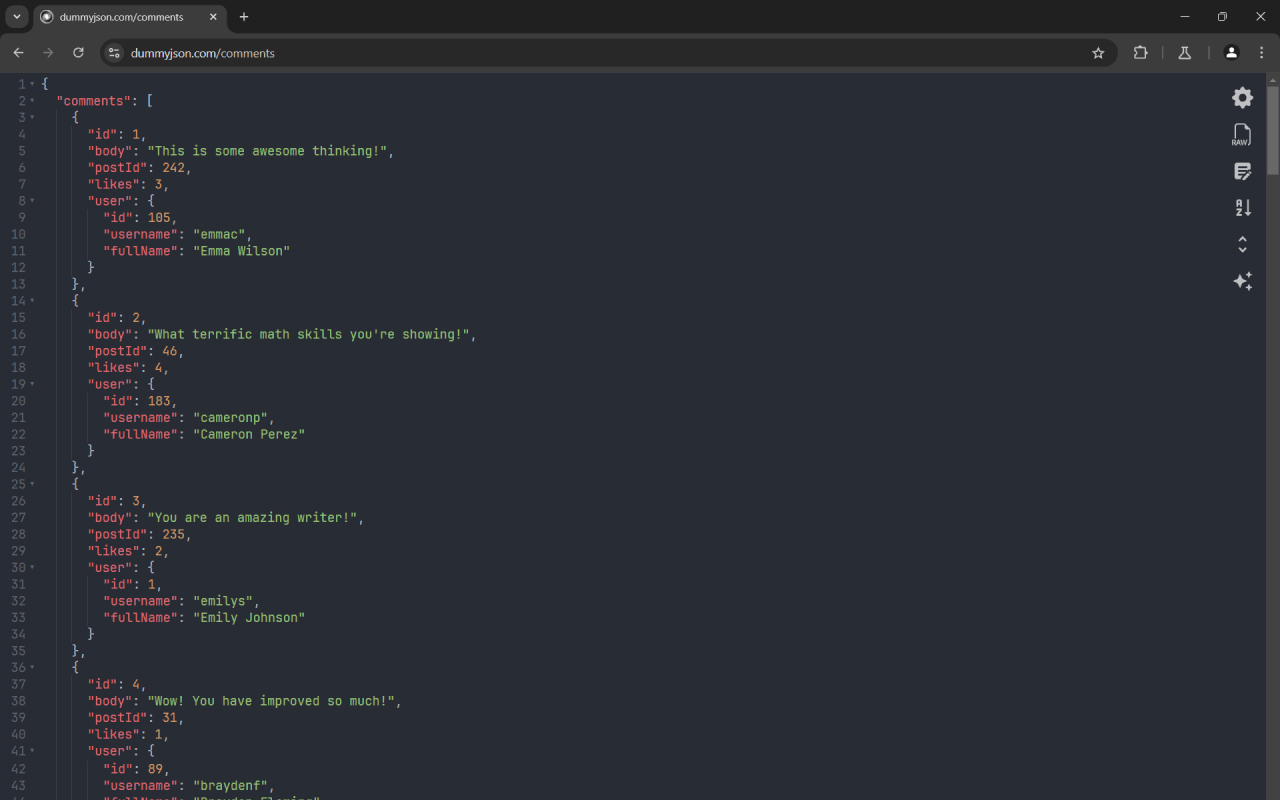 dummyjson.com/comments
dummyjson.com/comments
RAW
A
Z
1 {
2 "comments": [
3 {
4 "id": 1,
5 "body": "This is some awesome thinking!",
6 "postId": 242,
7 "likes": 3,
8 "user": {
9 "id": 105,
10 "username": "emmac",
11 "fullName": "Emma Wilson"
12 }
13 },
14 {
15 "id": 2,
16 "body": "What terrific math skills you're showing!",
17 "postId": 46,
18 "likes": 4,
19 "user": {
20 "id": 183,
21 "username": "cameronp",
22 "fullName": "Cameron Perez"
23 }
24 },
25 {
26 "id": 3,
27 "body": "You are an amazing writer!",
28 "postId": 235,
29 "likes": 2,
30 "user": {
31 "id": 1,
32 "username": "emilys",
33 "fullName": "Emily Johnson"
34 }
35 },
36 {
37 "id": 4,
38 "body": "Wow! You have improved so much!",
39 "postId": 31,
40 "likes": 1,
41 "user": {
42 "id": 89,
43 "username": "braydenf",